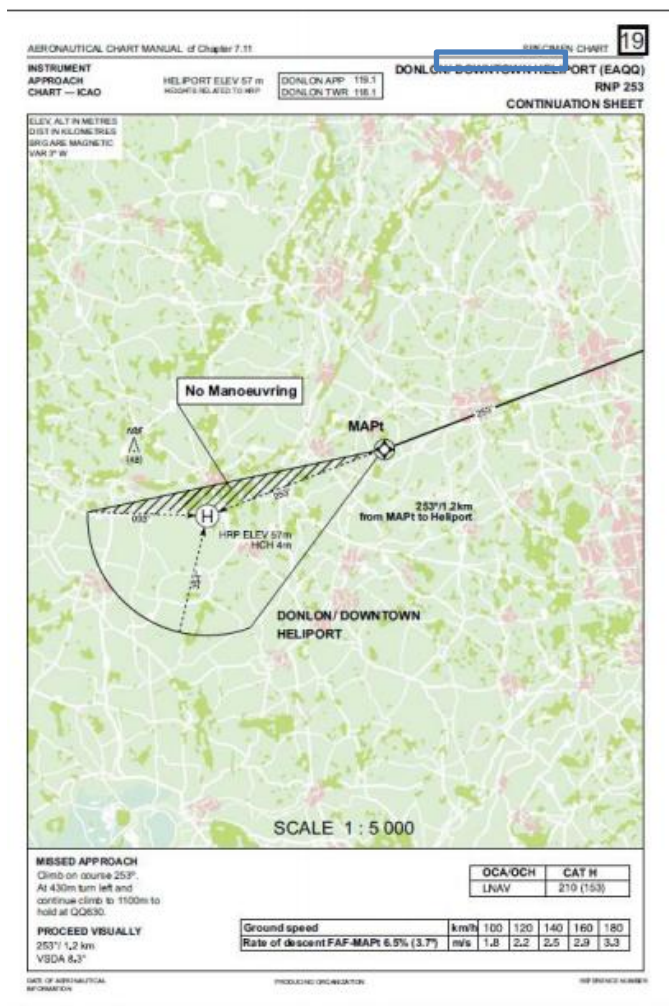 AERONAUTICAL CHART MANUAL cf Chapter 7.11
SPECIMEN CHART
19
INSTRUMENT
APPROACH
CHART — ICAO
HELIPORT ELEV 57 m
HEIGHTS RELATED TO HRP
DONLON APP 119.1
DONLON TWR 118.1
DONLON/ DOWNTOWN HELIPORT (EAQQ)
RNP 253
CONTINUATION SHEET
ELEV, ALT IN METRES
DIST IN KILOMETRES
BRG ARE MAGNETIC
VAR 3° W
No Manoeuvring
MAPt
253°
(48)
253°
093°
H
HRP ELEV 57m
HCH 4m
253°/1.2km
from MAPt to Heliport
DONLON/ DOWNTOWN
HELIPORT
SCALE 1 : 5 000
MISSED APPROACH
Climb on course 253°.
At 430m turn left and
continue climb to 1100m to
hold at QQ630.
PROCEED VISUALLY
253°/ 1,2 km
VSDA 8.3°
OCA/OCH CAT H
LNAV 210 (153)
Ground speed km/h 100 120 140 160 180
Rate of descent FAF-MAPt 6.5% (3.7°) m/s 1.8 2.2 2.5 2.9 3.3
DATE OF AERONAUTICAL
INFORMATION
PRODUCING ORGANIZATION
REFERENCE NUMBER